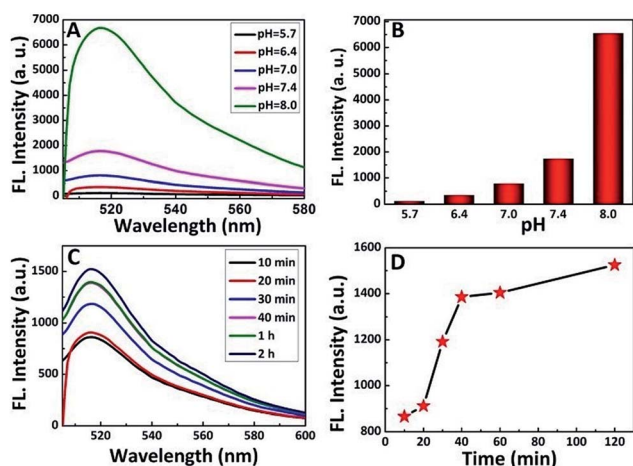 A
FL. Intensity (a. u.)
7000
6000
5000
4000
3000
2000
1000
0
520
540
560
580
Wavelength (nm)
pH=5.7
pH=6.4
pH=7.0
pH=7.4
pH=8.0
B
FL. Intensity (a. u.)
7000
6000
5000
4000
3000
2000
1000
0
5.7
6.4
7.0
7.4
8.0
pH
C
FL. Intensity (a.u.)
1500
1000
500
0
520
540
560
580
600
Wavelength (nm)
10 min
20 min
30 min
40 min
1 h
2 h
D
FL. Intensity (a.u.)
1600
1400
1200
1000
800
0
20
40
60
80
100
120
Time (min)